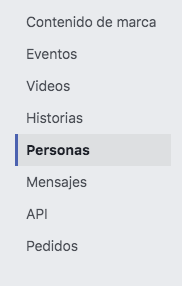 Contenido de marca
Eventos
Videos
Historias
Personas
Mensajes
API
Pedidos